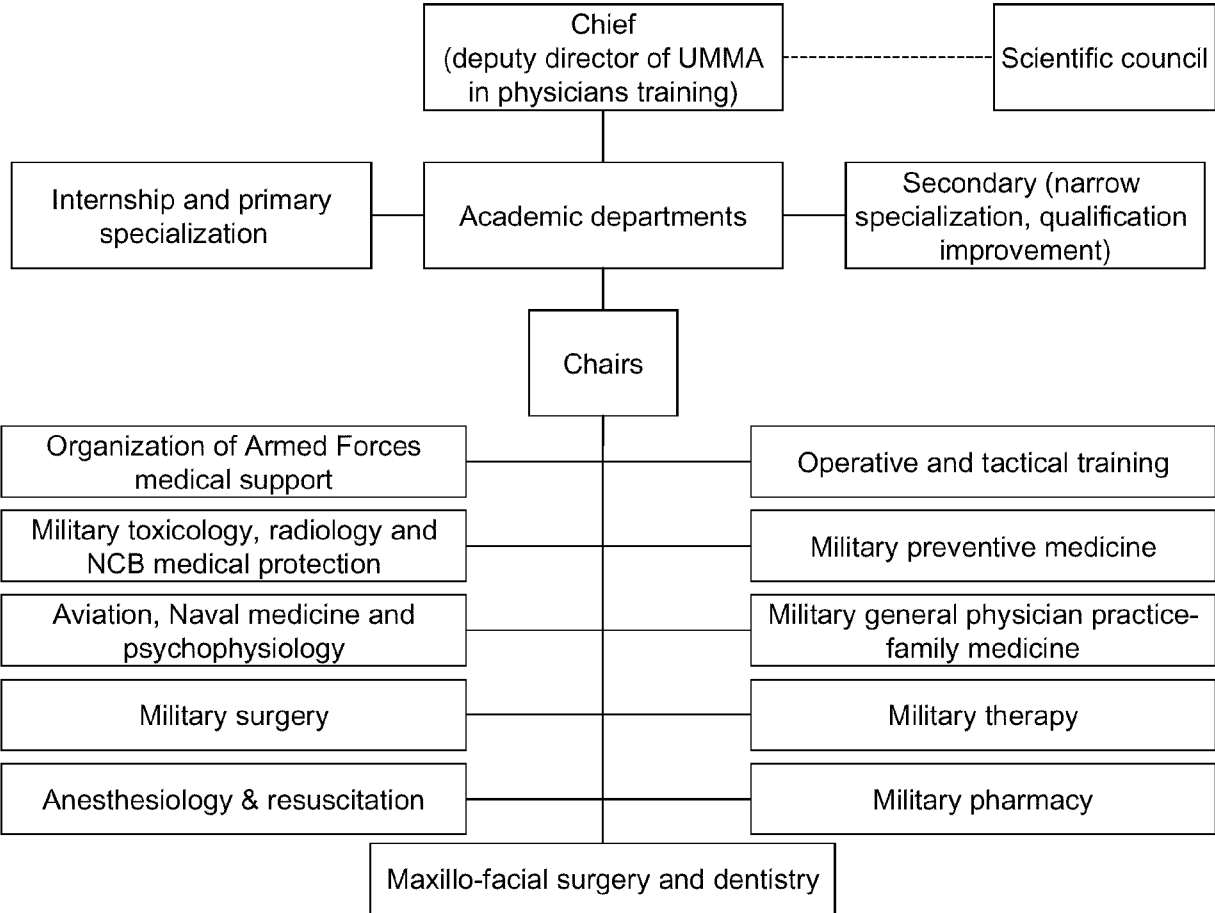 Chief
(deputy director of UMMA
in physicians training)
Scientific council
Internship and primary
specialization
Academic departments
Secondary (narrow
specialization, qualification
improvement)
Chairs
Organization of Armed Forces
medical support
Operative and tactical training
Military toxicology, radiology and
NCB medical protection
Military preventive medicine
Aviation, Naval medicine and
psychophysiology
Military general physician practice-
family medicine
Military surgery
Military therapy
Anesthesiology & resuscitation
Military pharmacy
Maxillo-facial surgery and dentistry